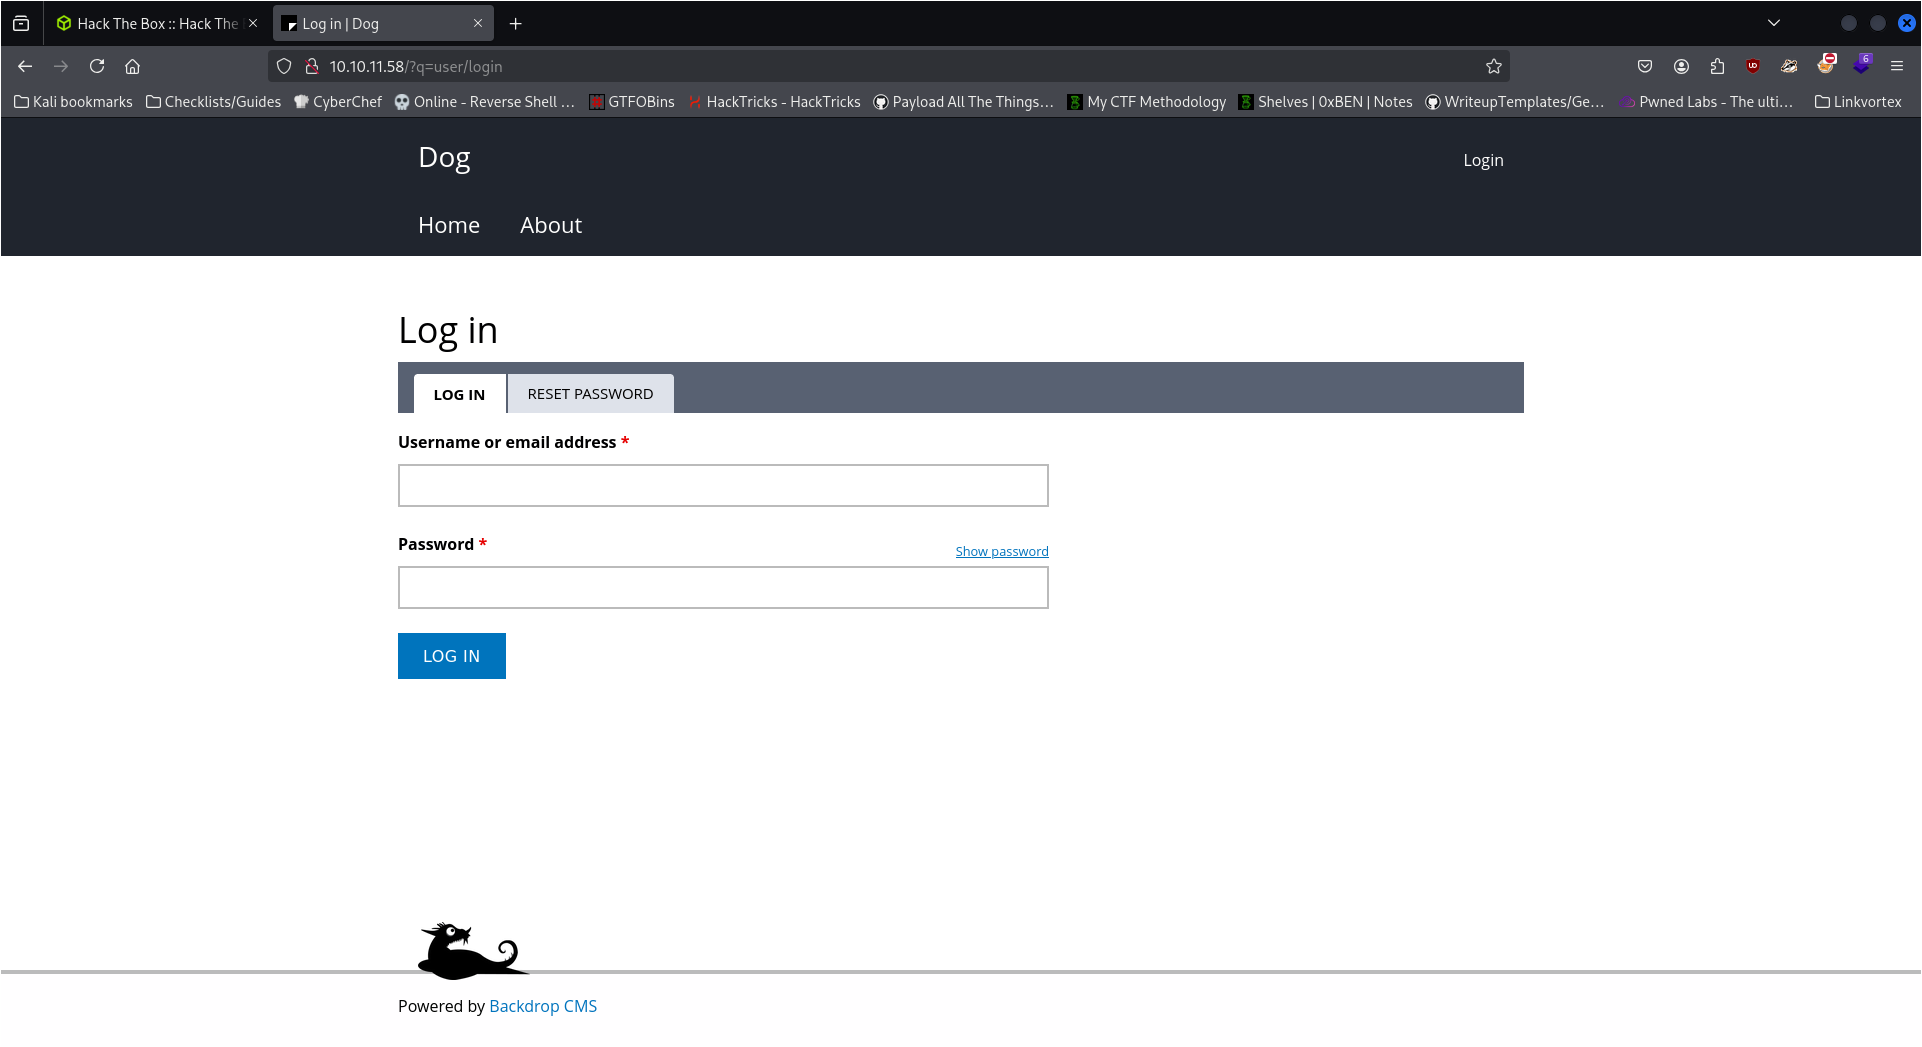 Hack The Box :: Hack The
Log in | Dog
10.10.11.58/?q=user/login
6
Kali bookmarks
Checklists/Guides
CyberChef
Online - Reverse Shell ...
GTFOBins
HackTricks - HackTricks
Payload All The Things...
My CTF Methodology
Shelves | 0xBEN | Notes
WriteupTemplates/Ge...
Pwned Labs - The ulti...
Linkvortex
Dog
Login
Home
About
Log in
LOG IN
RESET PASSWORD
Username or email address *
Password *
Show password
LOG IN
Powered by Backdrop CMS